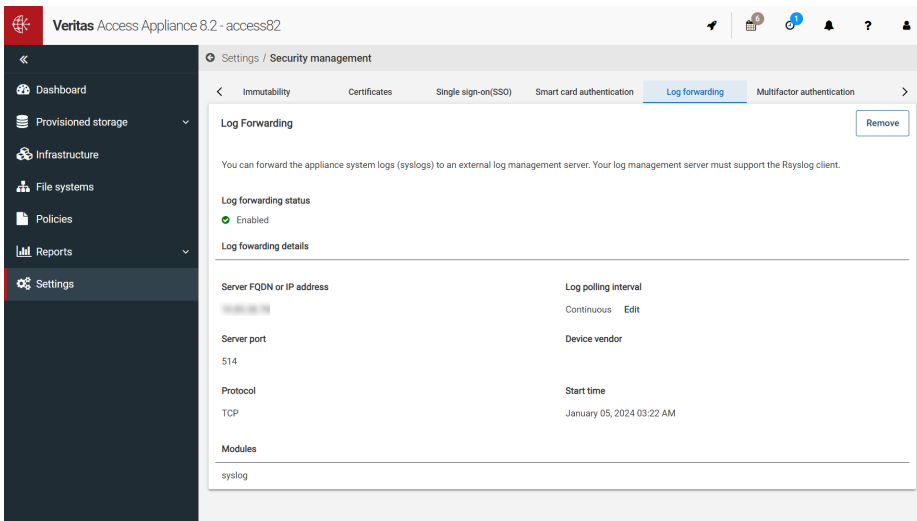 Veritas Access Appliance 8.2 - access82
6
1
?
Settings / Security management
Dashboard
Provisioned storage
Infrastructure
File systems
Policies
Reports
Settings
Immutability
Certificates
Single sign-on(SSO)
Smart card authentication
Log forwarding
Multifactor authentication
Log Forwarding
Remove
You can forward the appliance system logs (syslogs) to an external log management server. Your log management server must support the Rsyslog client.
Log forwarding status
Enabled
Log fowarding details
Server FQDN or IP address
Log polling interval
Continuous Edit
Server port
Device vendor
514
Protocol
Start time
TCP
January 05, 2024 03:22 AM
Modules
syslog